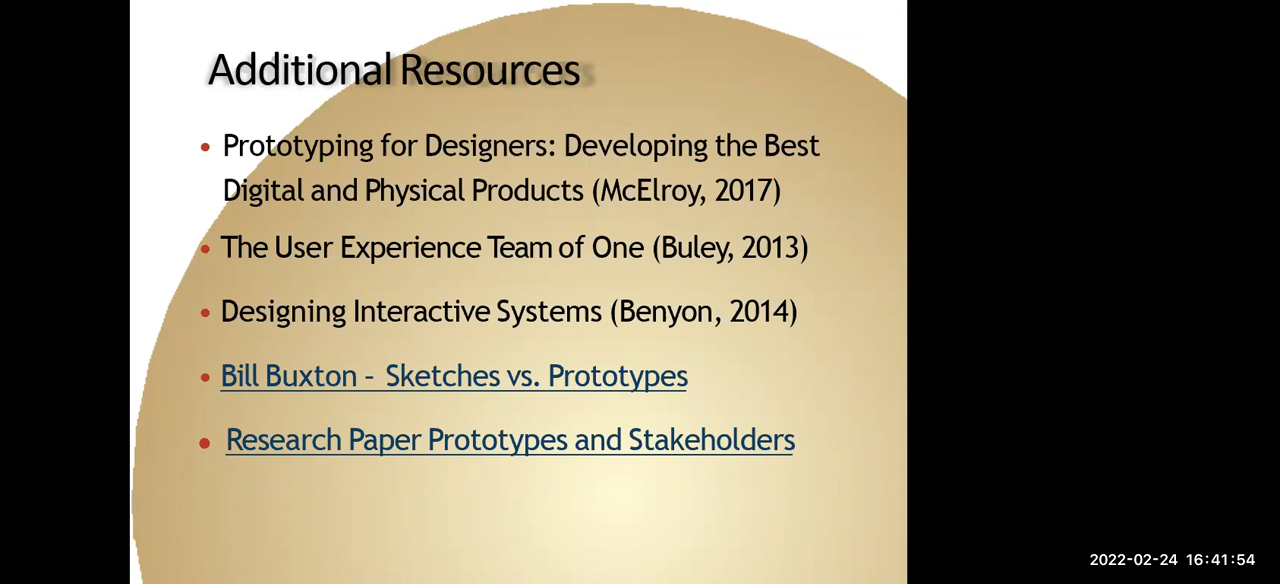 Additional Resources
• Prototyping for Designers: Developing the Best
Digital and Physical Products (McElroy, 2017)
• The User Experience Team of One (Buley, 2013)
• Designing Interactive Systems (Benyon, 2014)
• Bill Buxton – Sketches vs. Prototypes
• Research Paper Prototypes and Stakeholders
2022-02-24 16:41:54